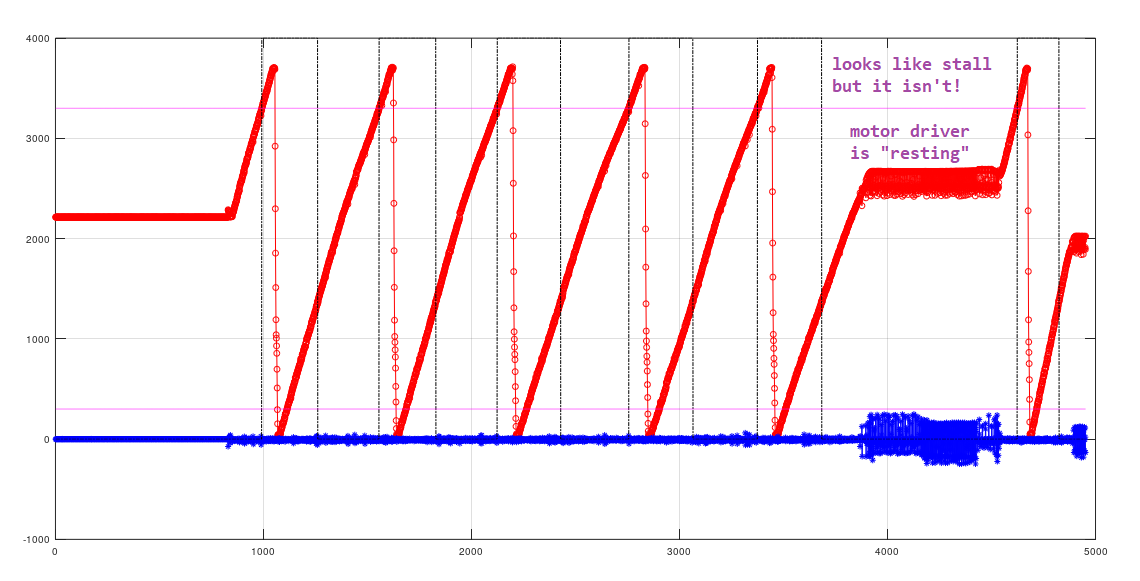 4000
3000
2000
1000
0
-1000
0 1000 2000 3000 4000 5000
looks like stall
but it isn't!
motor driver
is "resting"